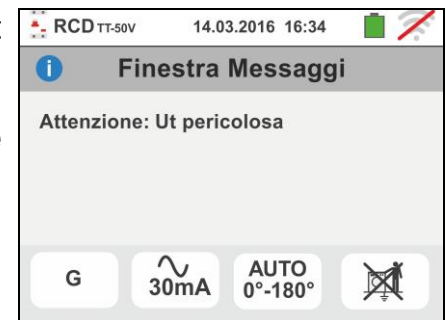 RCD TT-50V 14.03.2016 16:34
Finestra Messaggi
Attenzione: Ut pericolosa
G 30mA AUTO
0°-180°